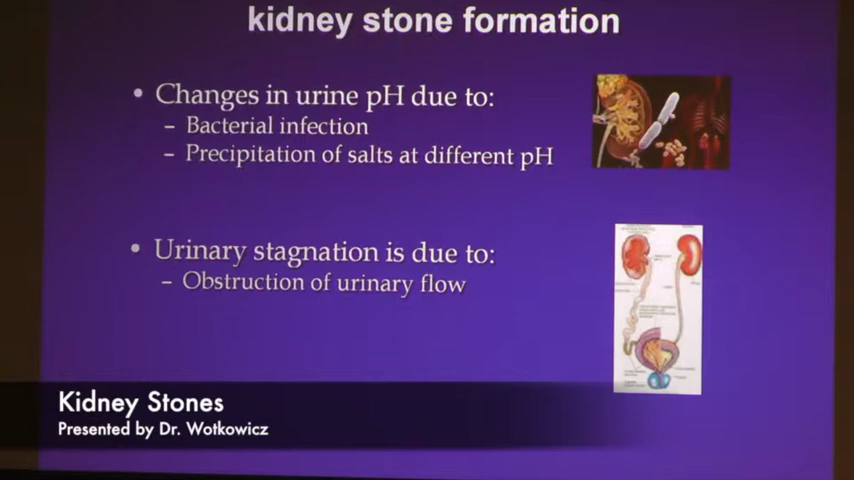 kidney stone formation
• Changes in urine pH due to:
– Bacterial infection
– Precipitation of salts at different pH
• Urinary stagnation is due to:
– Obstruction of urinary flow
Kidney Stones
Presented by Dr. Wotkowicz